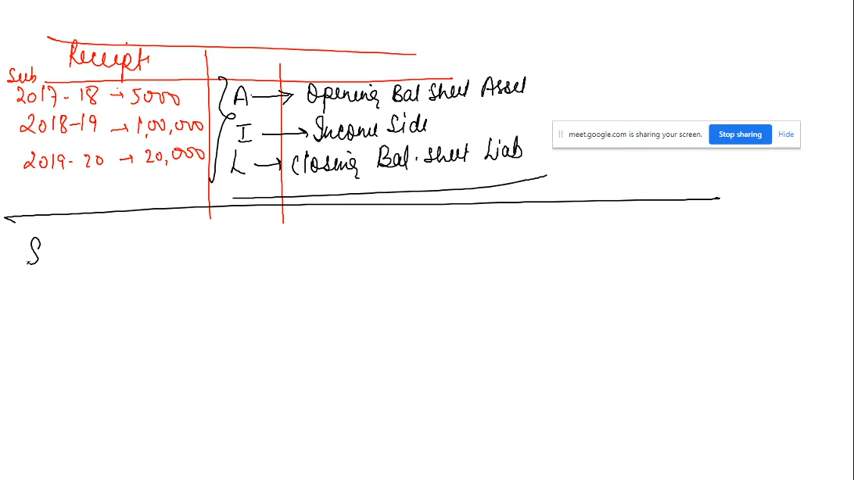 Receipts
Sub
2017-18 → 5000 A → Opening Bal Sheet Asset
2018-19 → 1,00,000 I → Income Side
2019-20 → 20,000 L → Closing Bal. sheet Liab
meet.google.com is sharing your screen. Stop sharing Hide
S